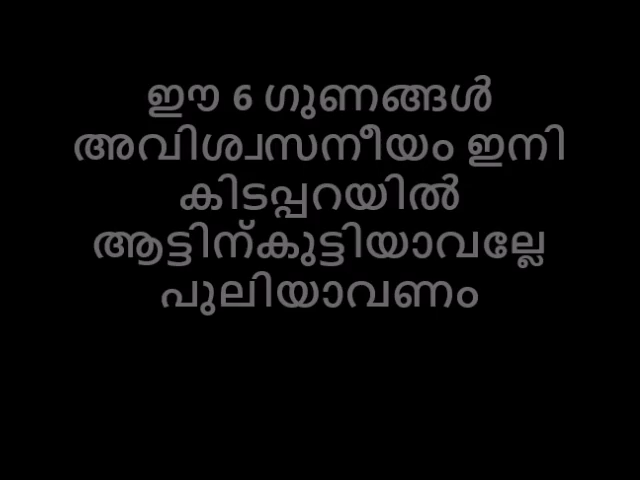 ഈ 6 ഗുണങ്ങൾ
അവിശ്വസനീയം ഇനി
കിടപ്പറയിൽ
ആട്ടിന്കുട്ടിയാവല്ലേ
പുലിയാവണം